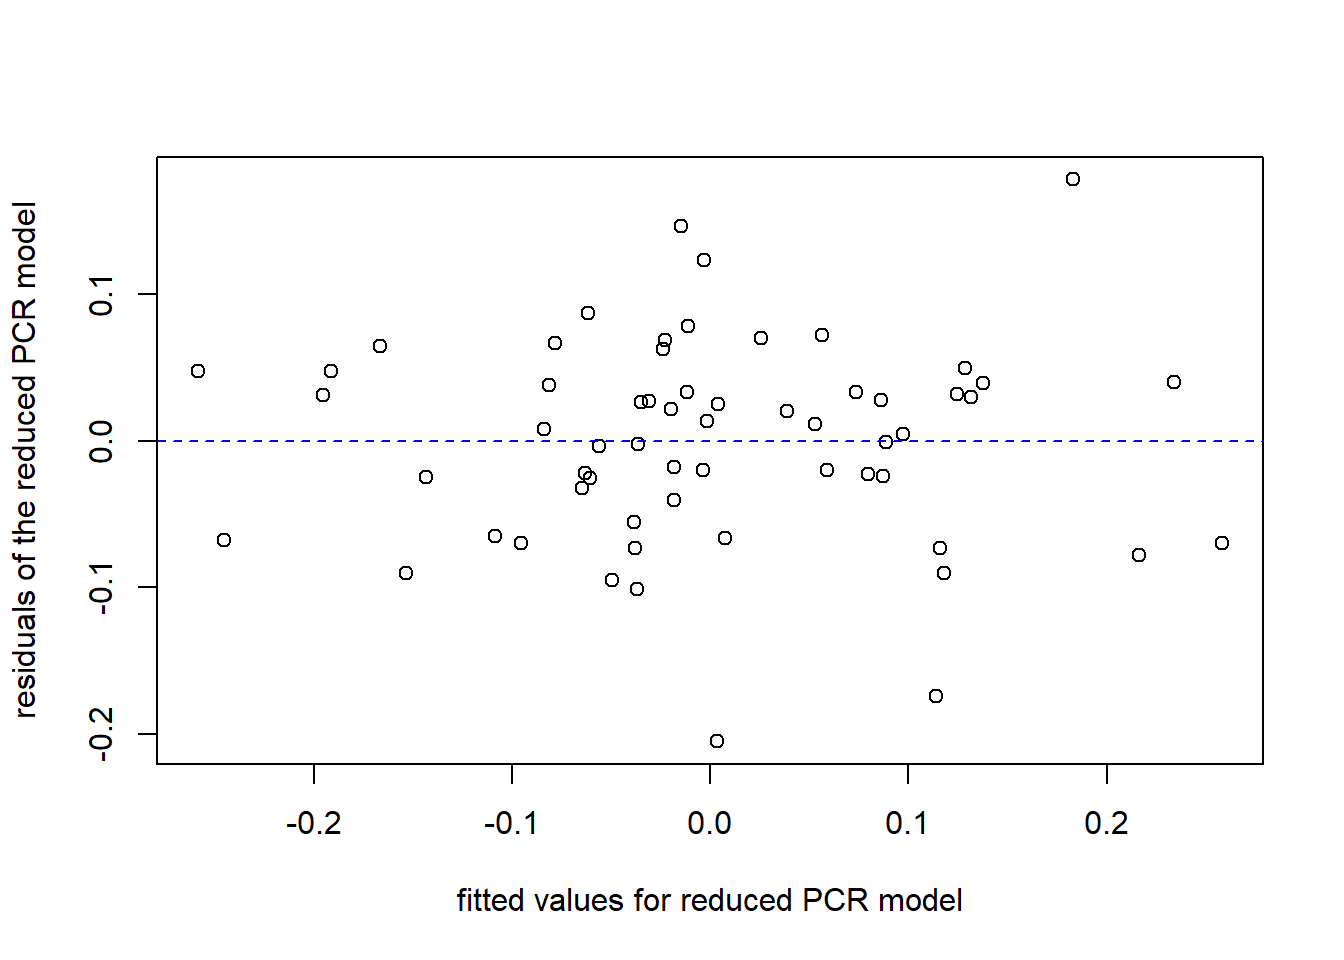 residuals of the reduced PCR model
0.1
0.0
-0.1
-0.2
-0.2 -0.1 0.0 0.1 0.2
fitted values for reduced PCR model